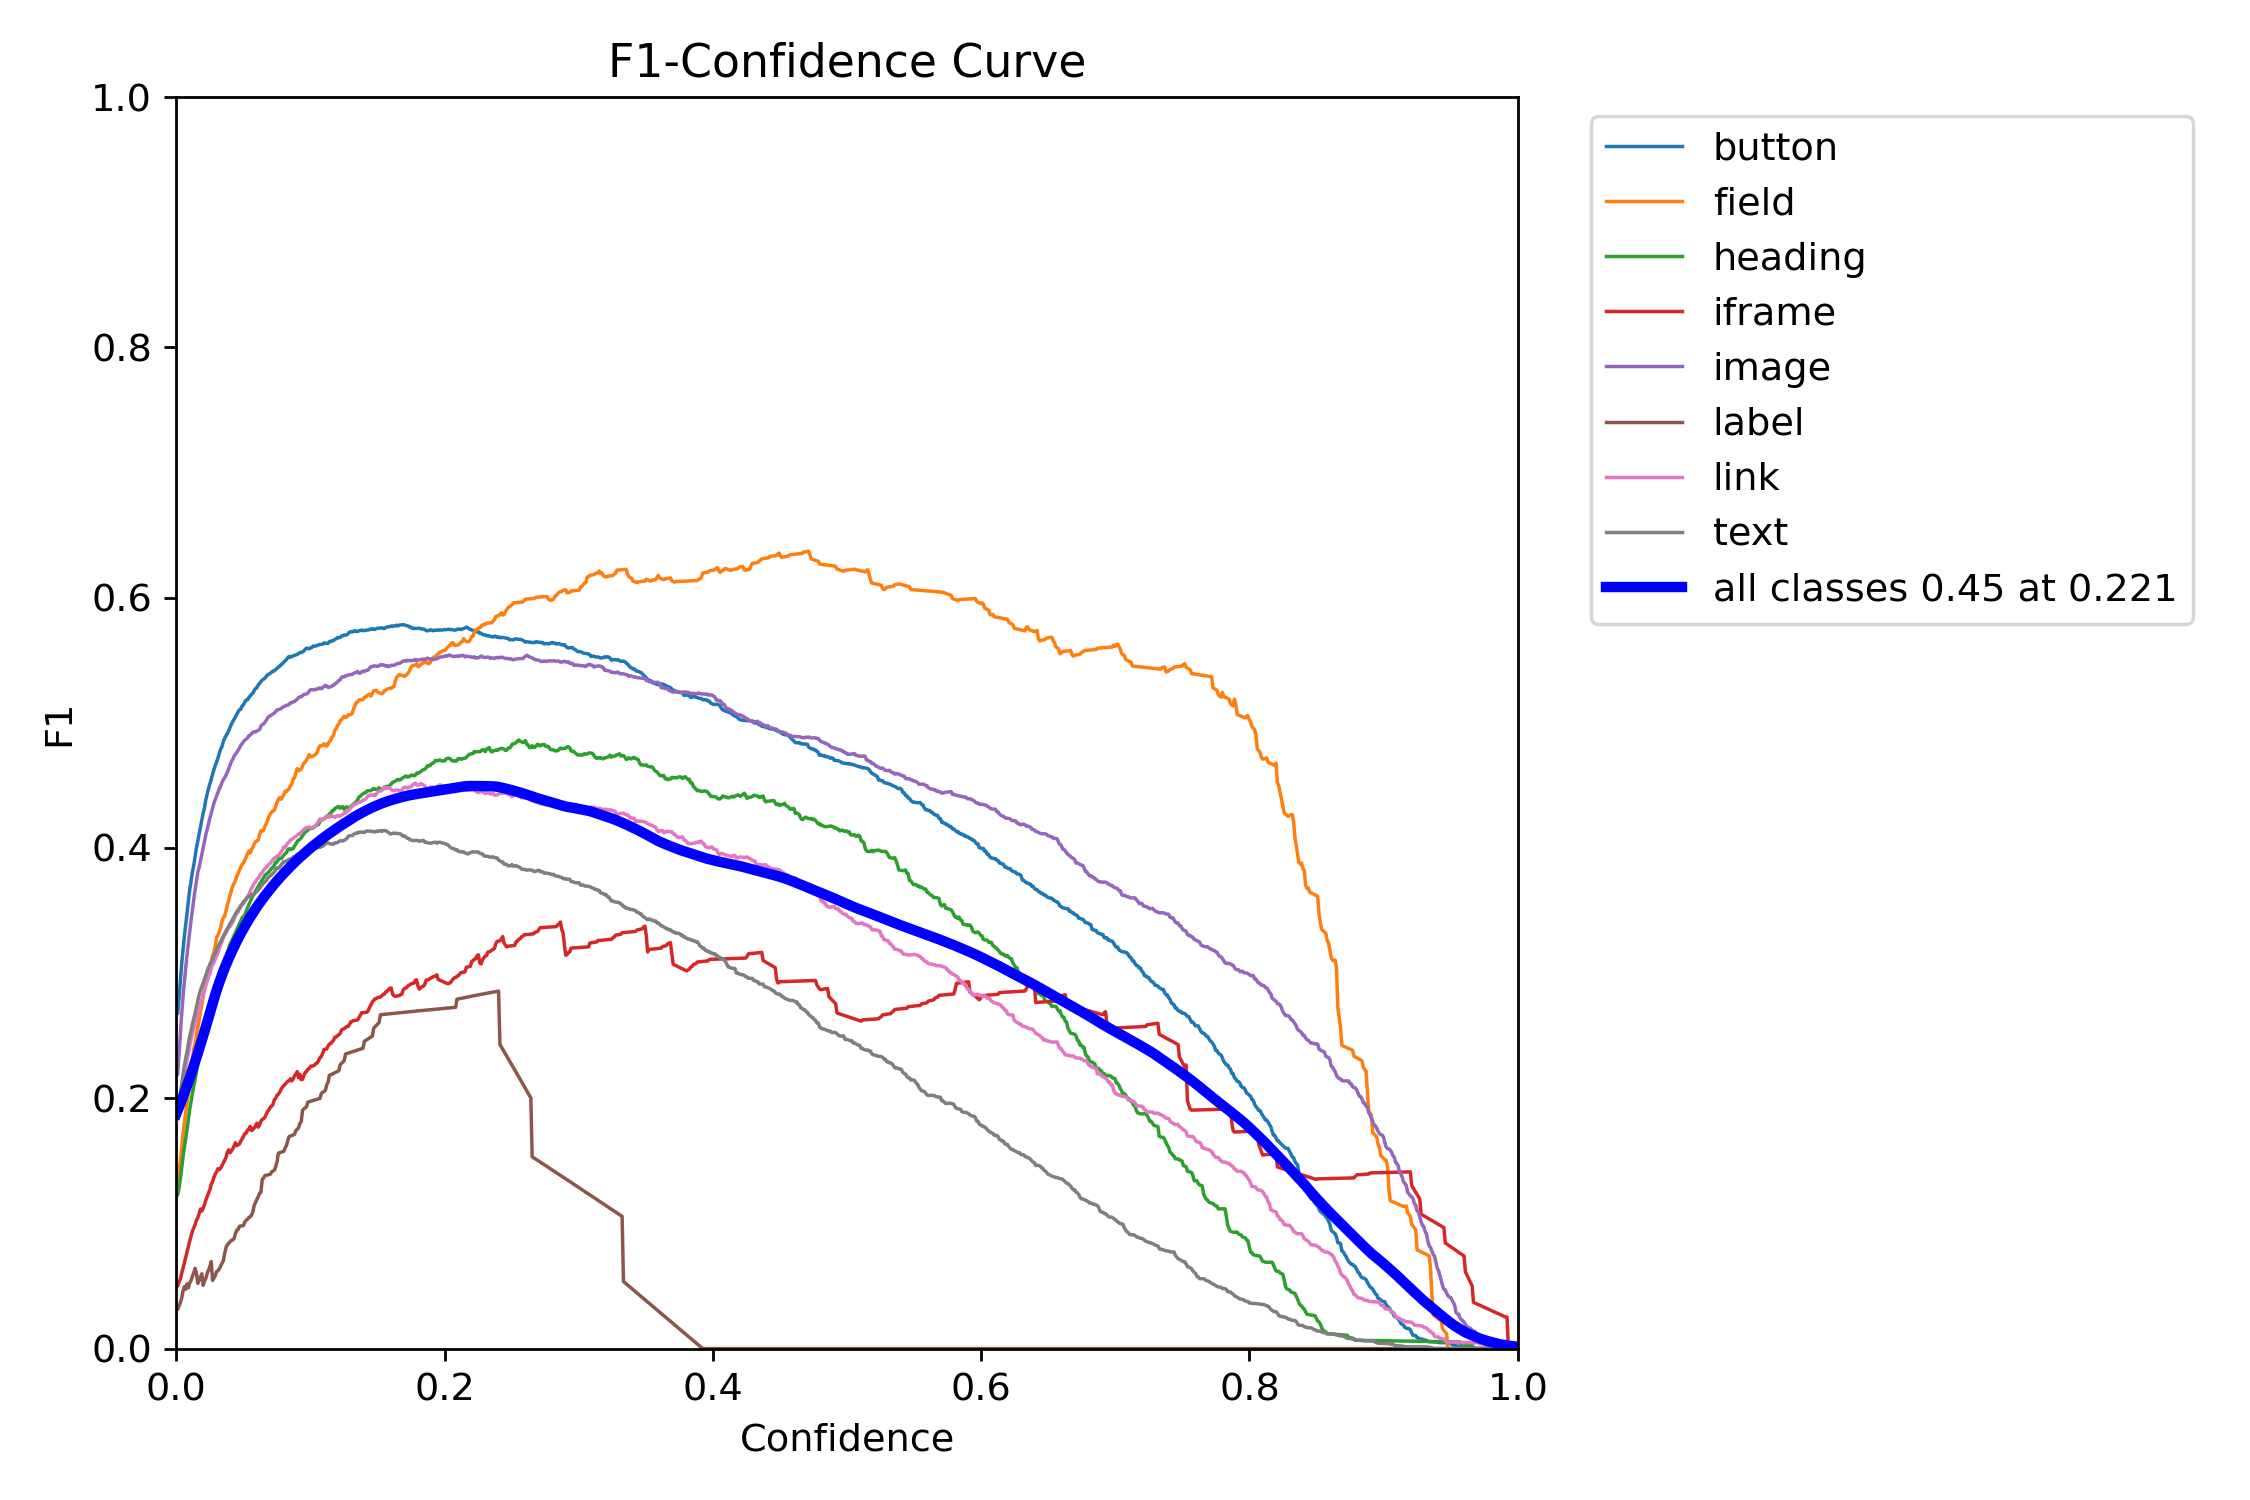 F1-Confidence Curve
1.0
0.8
0.6
0.4
0.2
0.0
F1
0.0 0.2 0.4 0.6 0.8 1.0
Confidence
button
field
heading
iframe
image
label
link
text
all classes 0.45 at 0.221